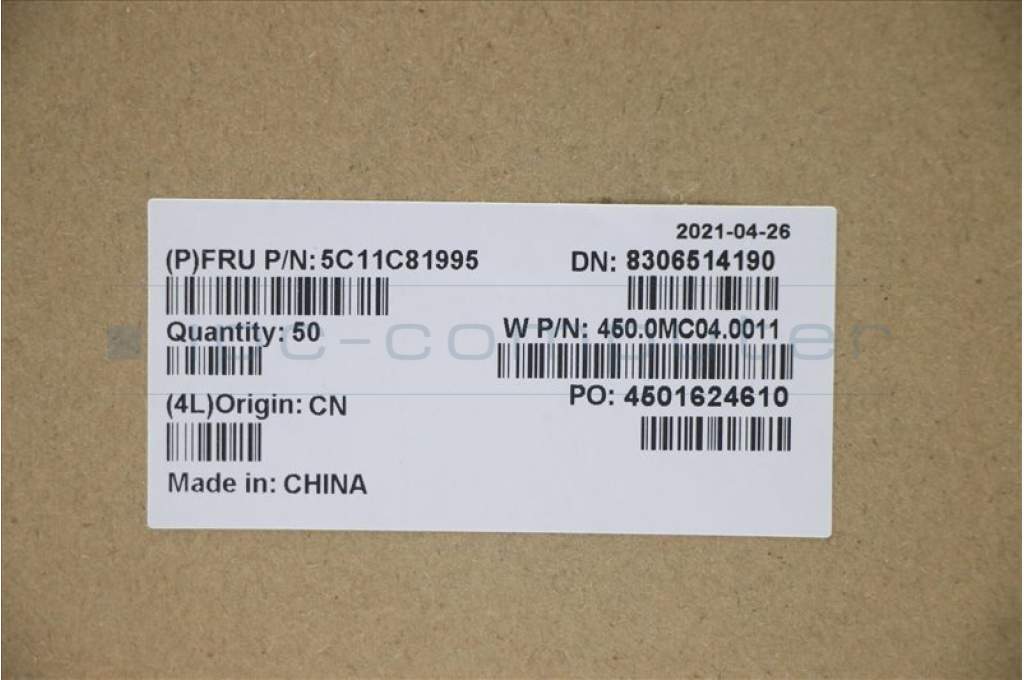 2021-04-26
(P)FRU P/N: 5C11C81995
DN: 8306514190
Quantity: 50
W P/N: 450.0MC04.0011
(4L)Origin: CN
PO: 4501624610
Made in: CHINA